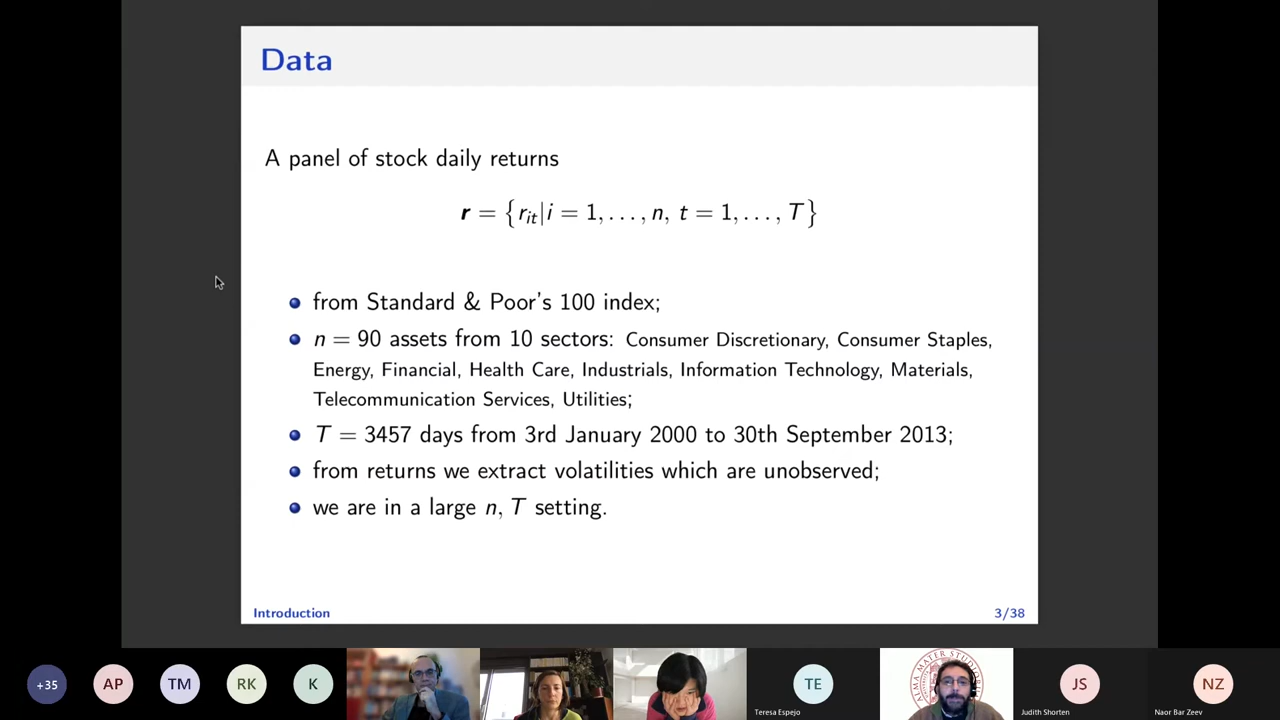 Data
A panel of stock daily returns
r = {r_it|i = 1, . . . , n, t = 1, . . . , T}
from Standard & Poor's 100 index;
n = 90 assets from 10 sectors: Consumer Discretionary, Consumer Staples,
Energy, Financial, Health Care, Industrials, Information Technology, Materials,
Telecommunication Services, Utilities;
T = 3457 days from 3rd January 2000 to 30th September 2013;
from returns we extract volatilities which are unobserved;
we are in a large n, T setting.
Introduction
3/38
+35
AP
TM
RK
K
TE
Teresa Espejo
ALMA MATER STUDIORUM
JS
Judith Shorten
NZ
Naor Bar Zeev